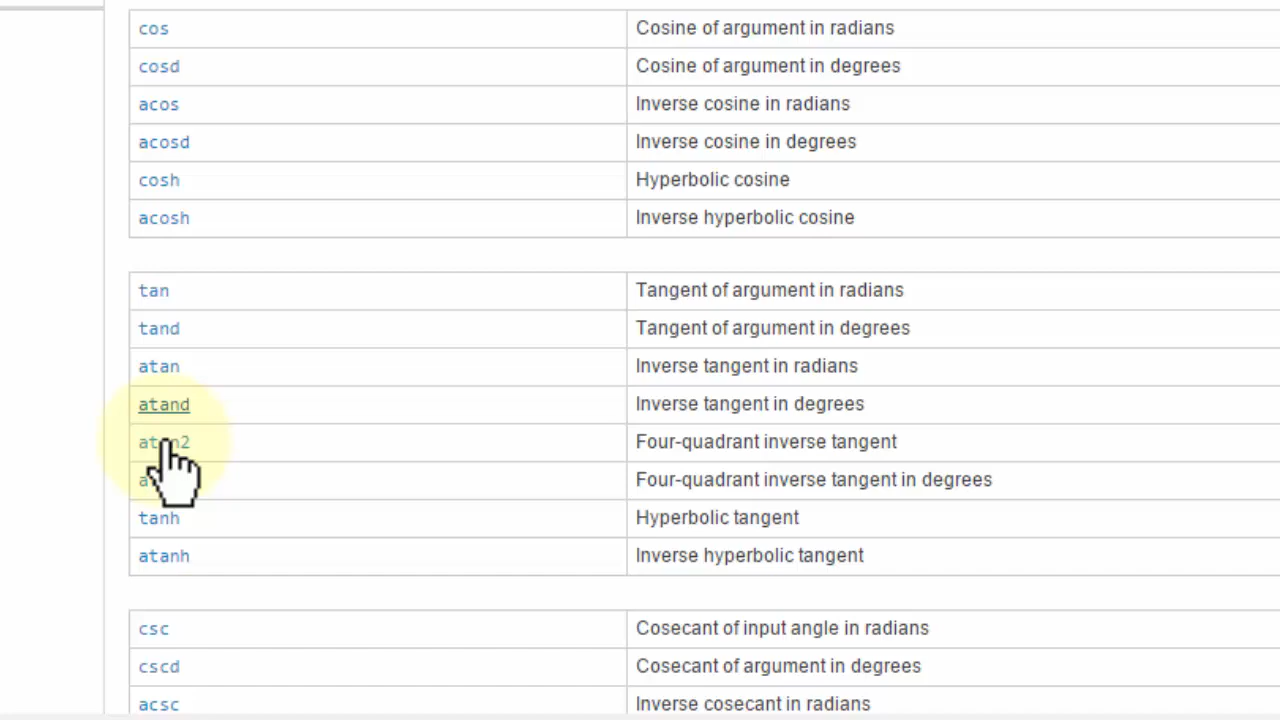 cos Cosine of argument in radians
cosd Cosine of argument in degrees
acos Inverse cosine in radians
acosd Inverse cosine in degrees
cosh Hyperbolic cosine
acosh Inverse hyperbolic cosine
tan Tangent of argument in radians
tand Tangent of argument in degrees
atan Inverse tangent in radians
atand Inverse tangent in degrees
atan2 Four-quadrant inverse tangent
Four-quadrant inverse tangent in degrees
tanh Hyperbolic tangent
atanh Inverse hyperbolic tangent
csc Cosecant of input angle in radians
cscd Cosecant of argument in degrees
acsc Inverse cosecant in radians